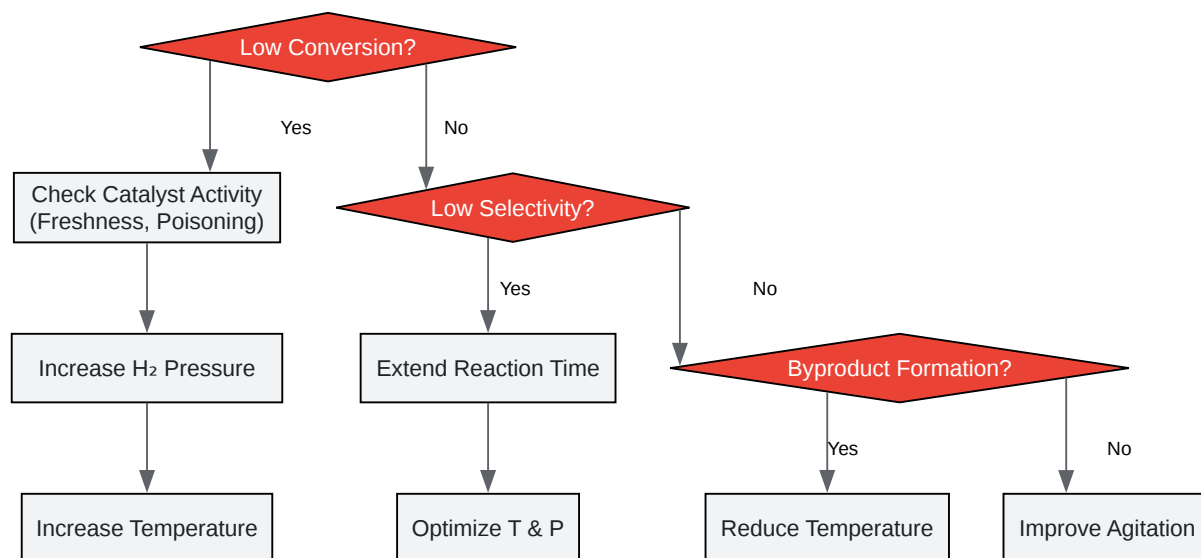 Low Conversion?
Yes
No
Check Catalyst Activity
(Freshness, Poisoning)
Low Selectivity?
Yes
No
Increase H₂ Pressure
Extend Reaction Time
Byproduct Formation?
Yes
No
Increase Temperature
Optimize T & P
Reduce Temperature
Improve Agitation